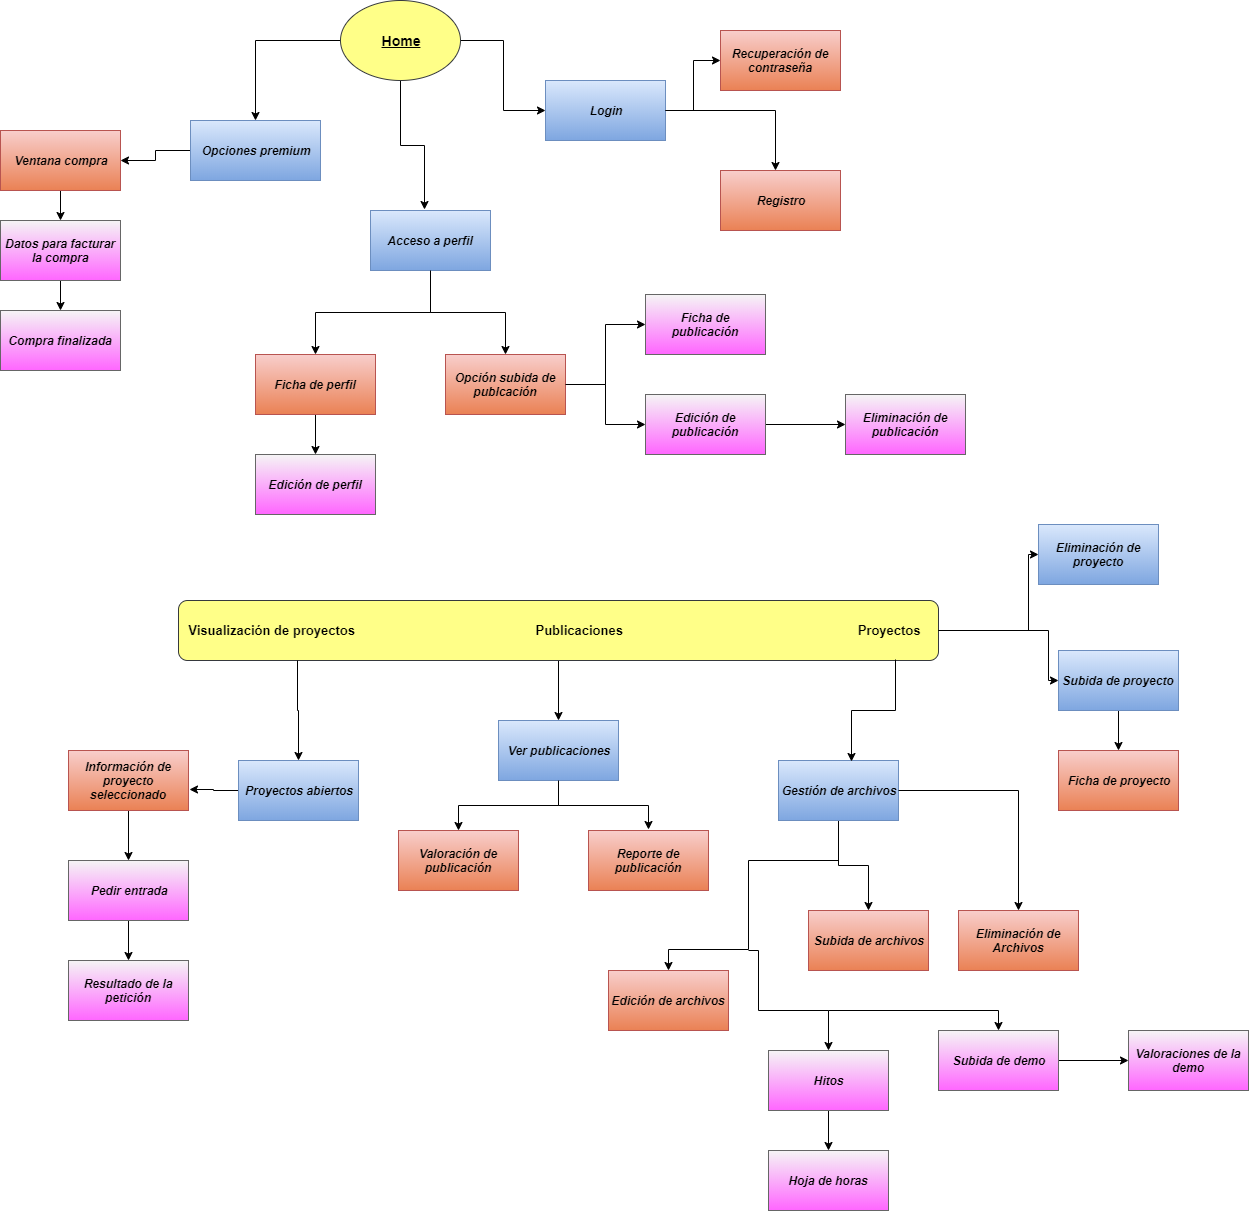 Home
Recuperación de
contraseña
Login
Opciones premium
Ventana compra
Registro
Datos para facturar
la compra
Acceso a perfil
Compra finalizada
Ficha de
publicación
Ficha de perfil
Opción subida de
publcación
Edición de
publicación
Eliminación de
publicación
Edición de perfil
Eliminación de
proyecto
Visualización de proyectos
Publicaciones
Proyectos
Subida de proyecto
Ver publicaciones
Información de
proyecto
seleccionado
Proyectos abiertos
Gestión de archivos
Ficha de proyecto
Valoración de
publicación
Reporte de
publicación
Pedir entrada
Subida de archivos
Eliminación de
Archivos
Resultado de la
petición
Edición de archivos
Hitos
Subida de demo
Valoraciones de la
demo
Hoja de horas